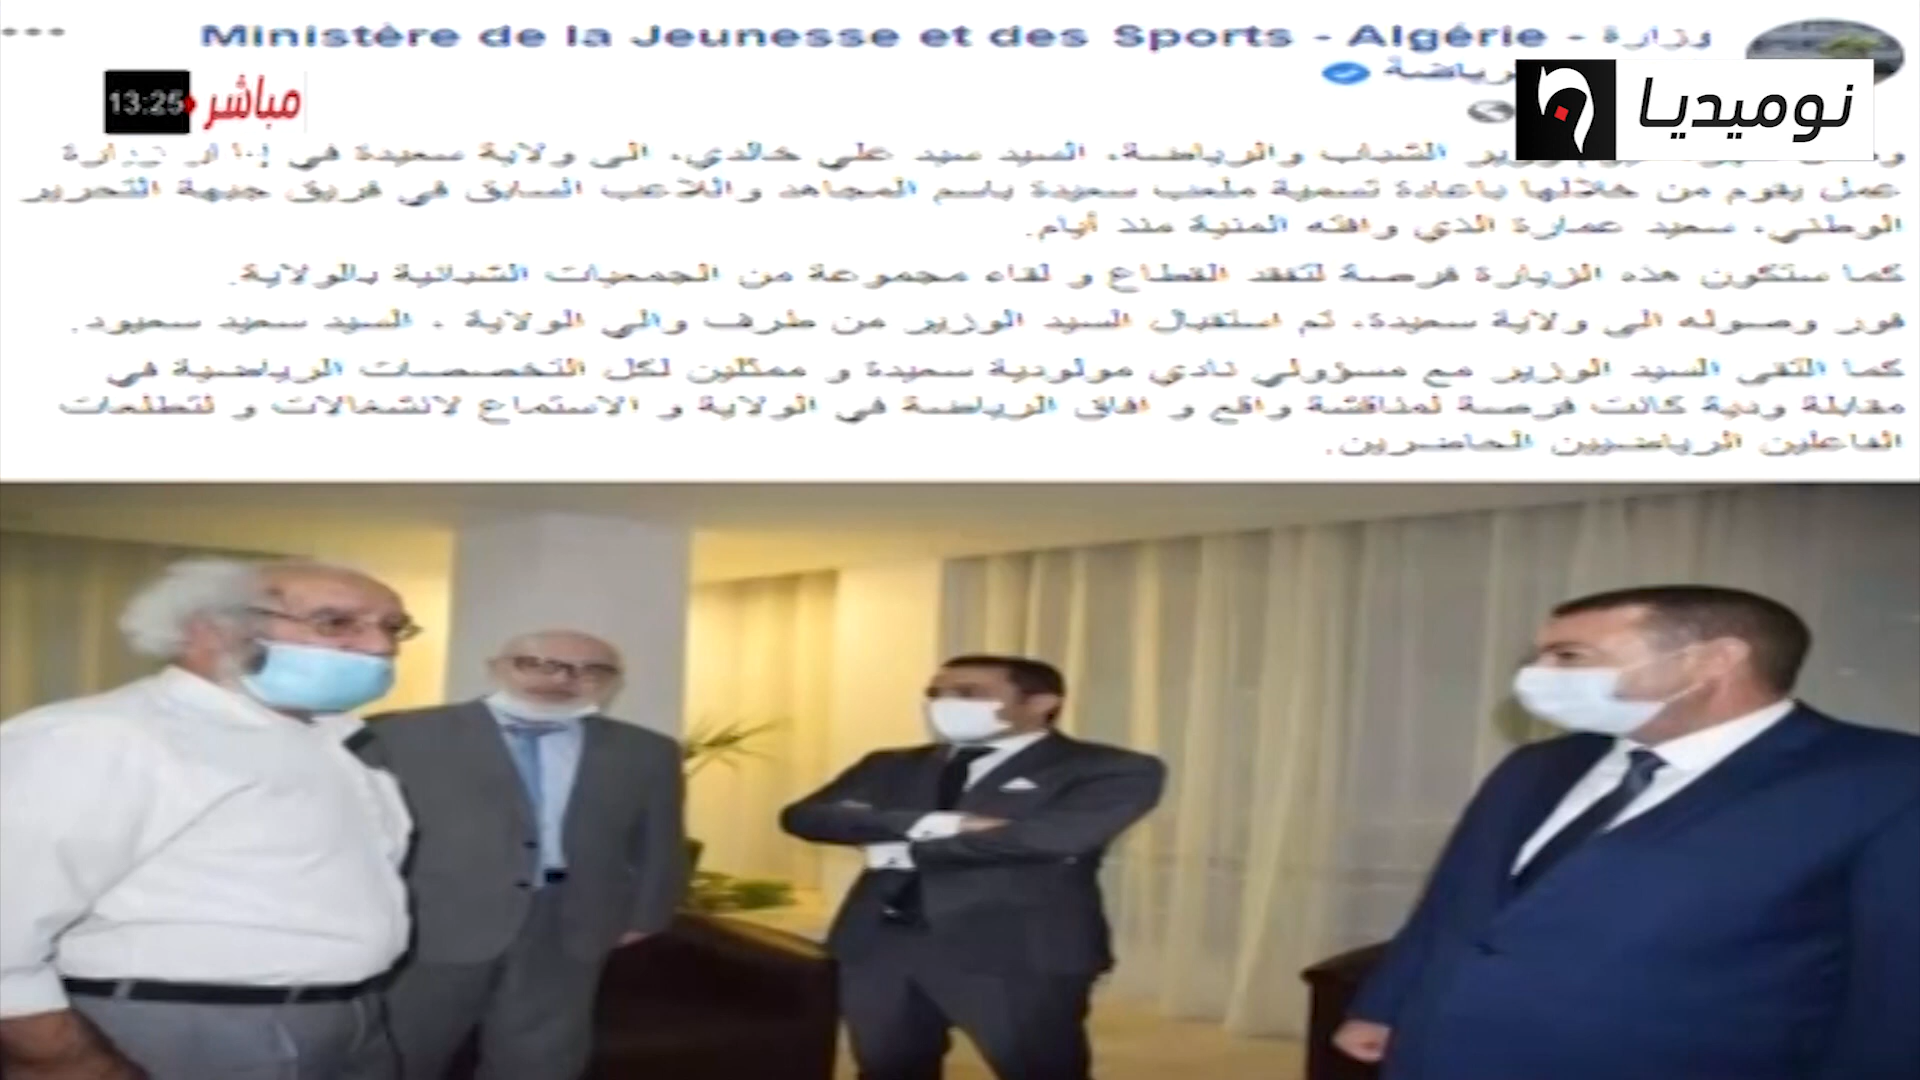 Ministère de la Jeunesse et des Sports - Algérie - وزارة
الرياضة
نوميديا
مباشر
13:25
وزير الشباب والرياضة، السيد سيد علي خالدي، الى ولاية سعيدة في إطار زيارة
عمل يقوم من خلالها باعادة تسمية ملعب سعيدة باسم المجاهد واللاعب السابق في فريق جبهة التحرير
الوطني، سعيد عمارة الذي وافته المنية منذ أيام.
كما ستكون هذه الزيارة فرصة لتفقد القطاع و لقاء مجموعة من الجمعيات الشبانية بالولاية.
فور وصوله الى ولاية سعيدة، تم استقبال السيد الوزير من طرف والي الولاية ، السيد سعيد سعيود.
كما التقى السيد الوزير مع مسؤولي نادي مولودية سعيدة و ممثلين لكل التخصصات الرياضية في
مقابلة ودية كانت فرصة لمناقشة واقع و افاق الرياضة في الولاية و الاستماع لانشغالات و لتطلعات
الفاعلين الرياضيين الحاضرين.